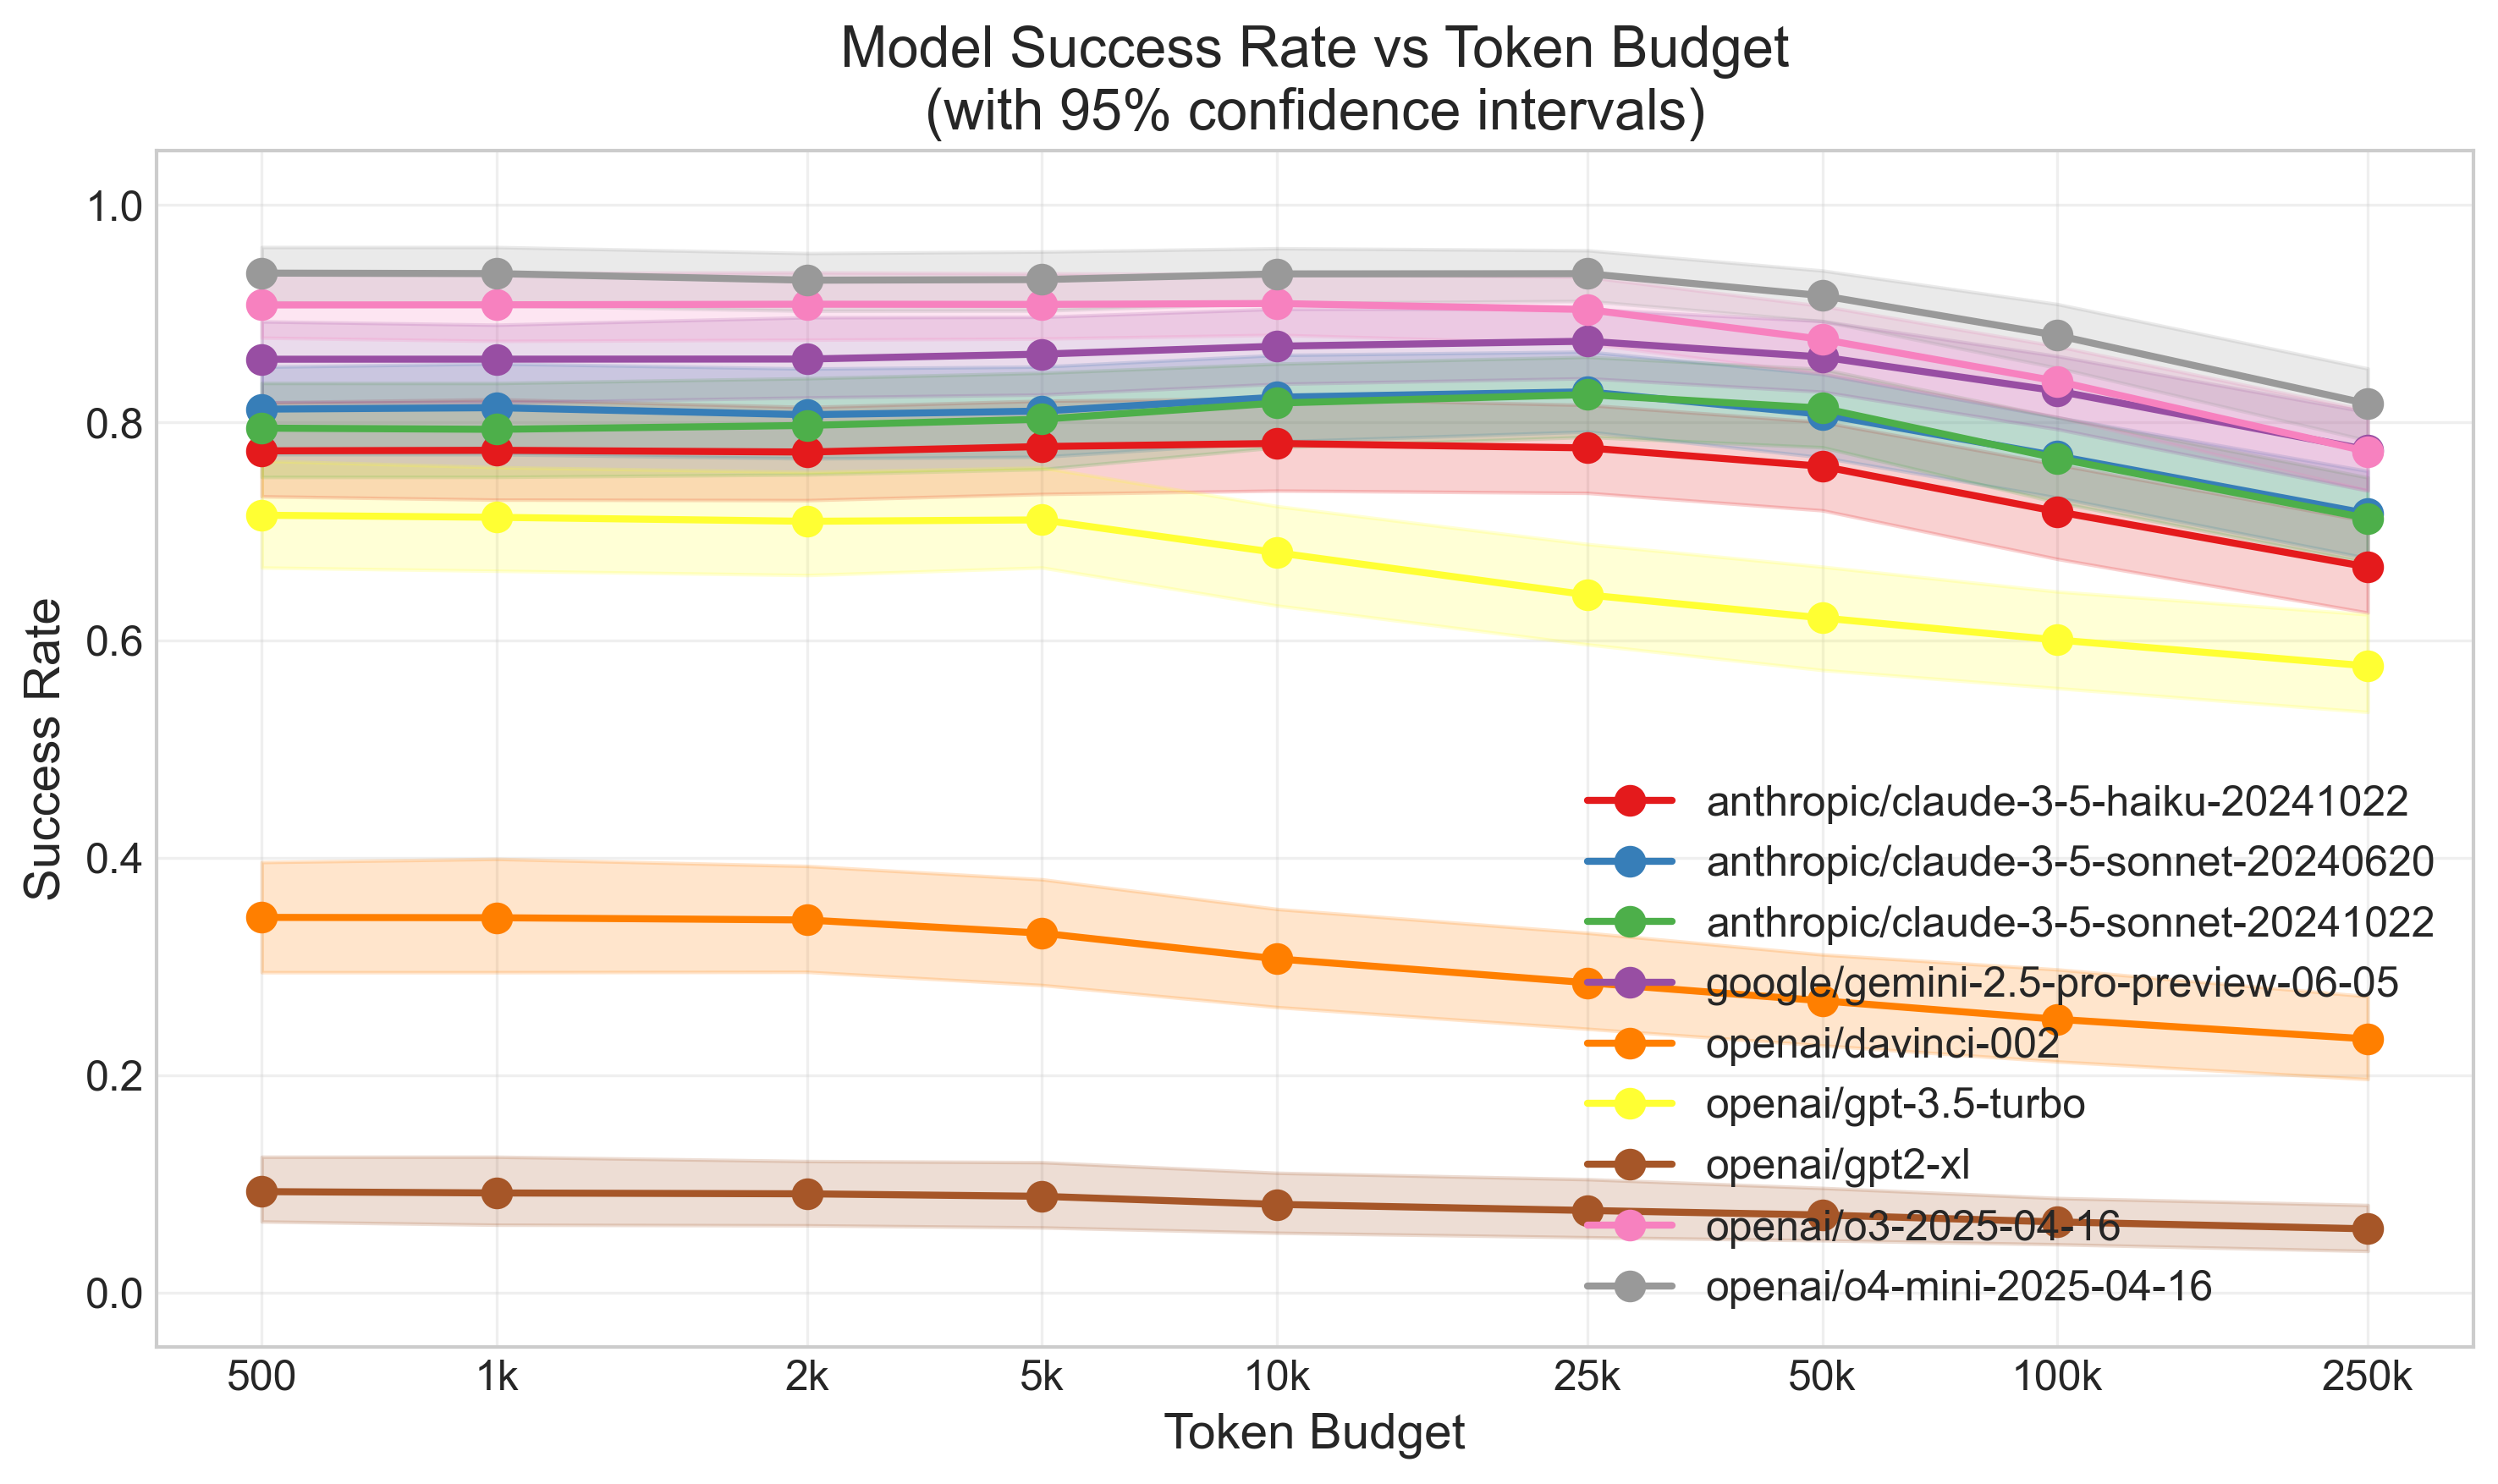 Model Success Rate vs Token Budget
(with 95% confidence intervals)
Success Rate
1.0
0.8
0.6
0.4
0.2
0.0
anthropic/claude-3-5-haiku-20241022
anthropic/claude-3-5-sonnet-20240620
anthropic/claude-3-5-sonnet-20241022
google/gemini-2.5-pro-preview-06-05
openai/davinci-002
openai/gpt-3.5-turbo
openai/gpt2-xl
openai/o3-2025-04-16
openai/o4-mini-2025-04-16
500 1k 2k 5k 10k 25k 50k 100k 250k
Token Budget